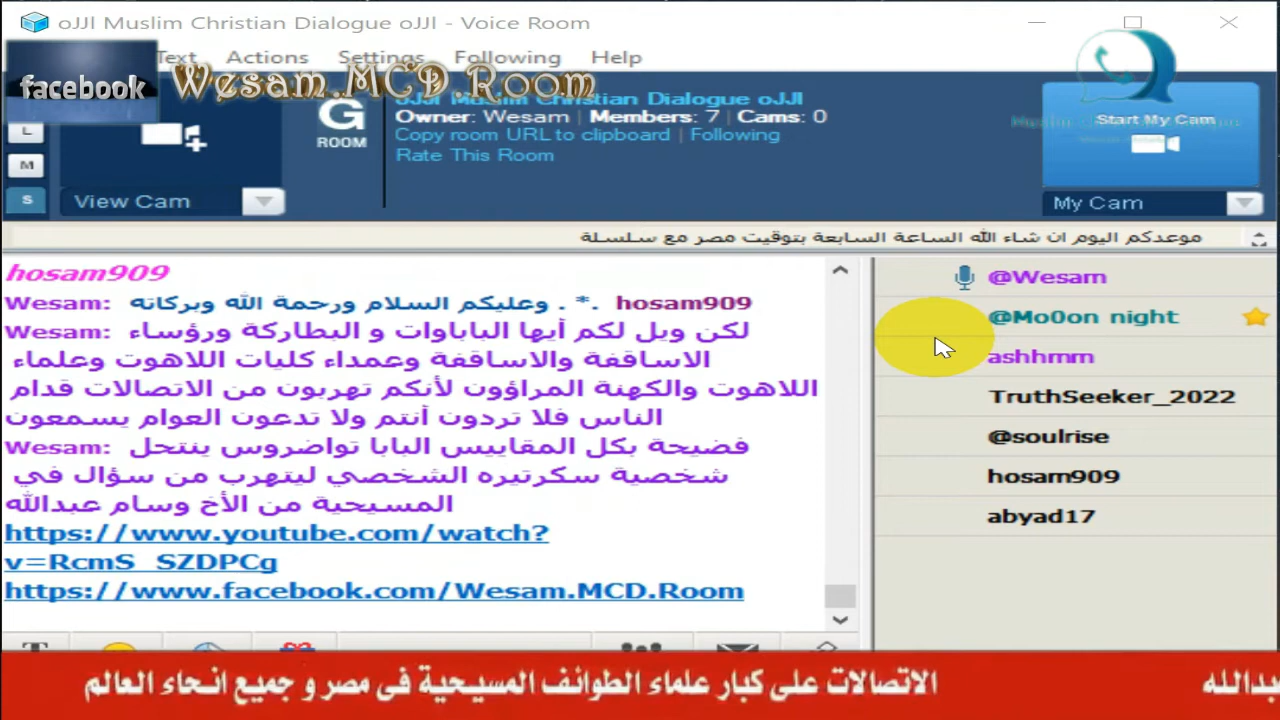 oJJl Muslim Christian Dialogue oJJl - Voice Room
Text Actions Settings Following Help
facebook
Wesam.MCD.Room
oJJl Muslim Christian Dialogue oJJl
G
ROOM
Owner: Wesam | Members: 7 | Cams: 0
Copy room URL to clipboard | Following
Rate This Room
Start My Cam
L
M
S
View Cam
My Cam
موعدكم اليوم ان شاء الله الساعة السابعة بتوقيت مصر مع سلسلة
hosam909
Wesam: وعليكم السلام ورحمة الله وبركاته . * . hosam909
Wesam: لكن ويل لكم أيها الباباوات و البطاركة ورؤساء
الاساقفة والاساقفة وعمداء كليات اللاهوت وعلماء
اللاهوت والكهنة المراؤون لأنكم تهربون من الاتصالات قدام
الناس فلا تردون أنتم ولا تدعون العوام يسمعون
Wesam: فضيحة بكل المقاييس البابا تواضروس ينتحل
شخصية سكرتيره الشخصي ليتهرب من سؤال في
المسيحية من الأخ وسام عبدالله
https://www.youtube.com/watch?
v=RcmS_SZDPCg
https://www.facebook.com/Wesam.MCD.Room
@Wesam
@Mo0on night
ashhmm
TruthSeeker_2022
@soulrise
hosam909
abyad17
عبدالله
الاتصالات على كبار علماء الطوائف المسيحية فى مصر و جميع انحاء العالم